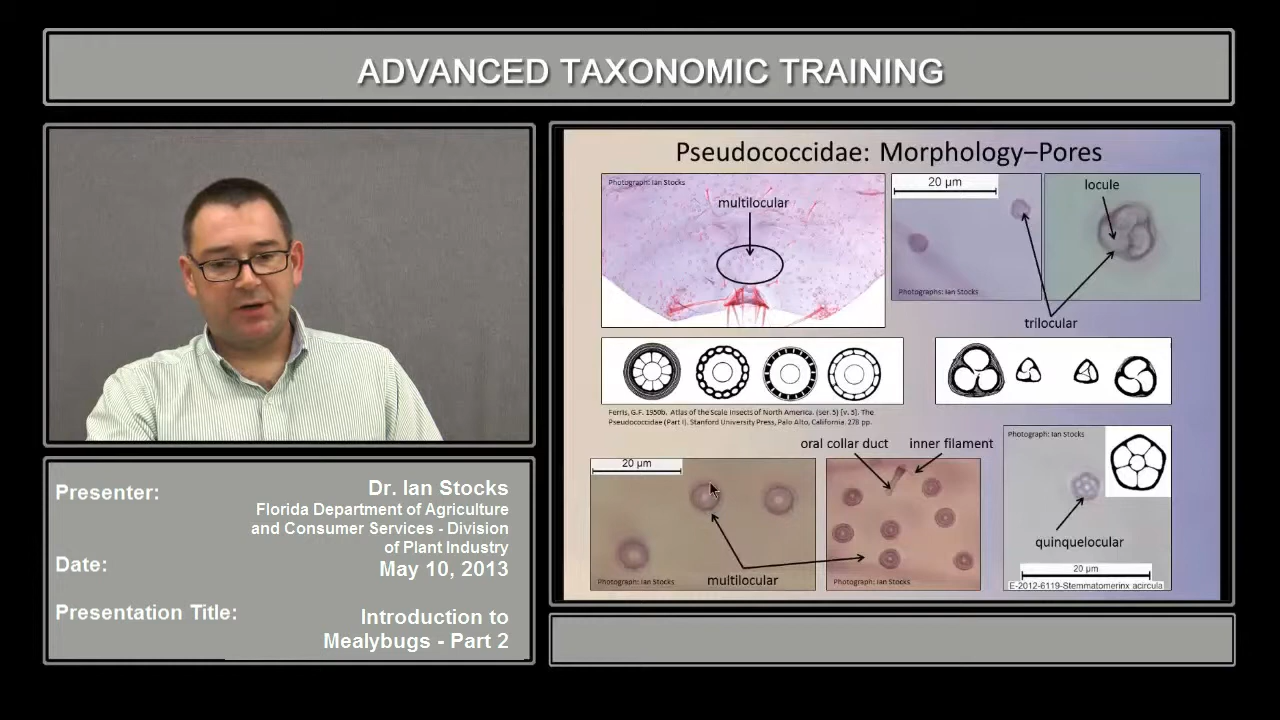 ADVANCED TAXONOMIC TRAINING
Presenter:
Dr. Ian Stocks
Florida Department of Agriculture
and Consumer Services - Division
of Plant Industry
Date:
May 10, 2013
Presentation Title:
Introduction to
Mealybugs - Part 2
Pseudococcidae: Morphology–Pores
Photograph: Ian Stocks
multilocular
20 µm
Photographs: Ian Stocks
locule
trilocular
Ferris, G.F. 1950b. Atlas of the Scale Insects of North America. (ser. 5) [v. 5]. The
Pseudococcidae (Part I). Stanford University Press, Palo Alto, California. 278 pp.
oral collar duct
inner filament
20 µm
Photograph: Ian Stocks
multilocular
Photograph: Ian Stocks
Photograph: Ian Stocks
quinquelocular
20 µm
E-2012-6119-Stemmatomerinx acircula